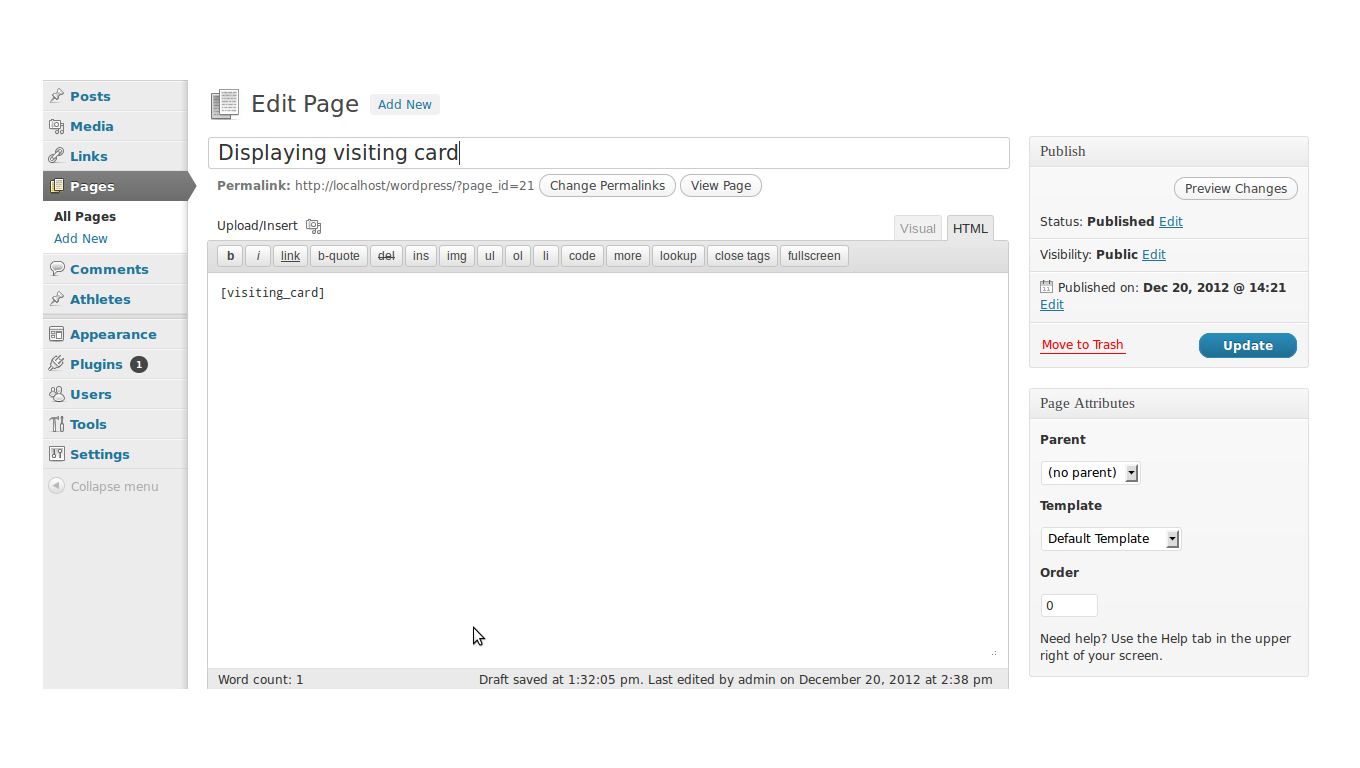 Posts
Media
Links
Pages
All Pages
Add New
Comments
Athletes
Appearance
Plugins 1
Users
Tools
Settings
Collapse menu
Edit Page Add New
Displaying visiting card
Permalink: http://localhost/wordpress/?page_id=21 Change Permalinks View Page
Upload/Insert Visual HTML
b i link b-quote del ins img ul ol li code more lookup close tags fullscreen
[visiting_card]
Word count: 1 Draft saved at 1:32:05 pm. Last edited by admin on December 20, 2012 at 2:38 pm
Publish
Preview Changes
Status: Published Edit
Visibility: Public Edit
11 Published on: Dec 20, 2012 @ 14:21
Edit
Move to Trash Update
Page Attributes
Parent
(no parent)
Template
Default Template
Order
0
Need help? Use the Help tab in the upper
right of your screen.